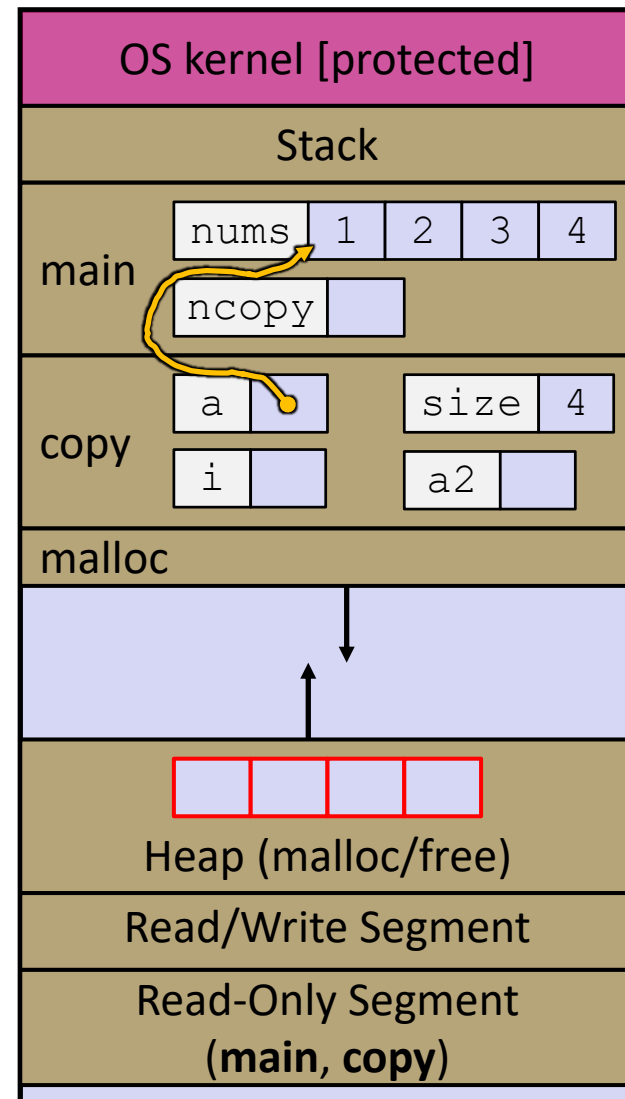 OS kernel [protected]
Stack
main
nums 1 2 3 4
ncopy
copy
a size 4
i a2
malloc
Heap (malloc/free)
Read/Write Segment
Read-Only Segment
(main, copy)